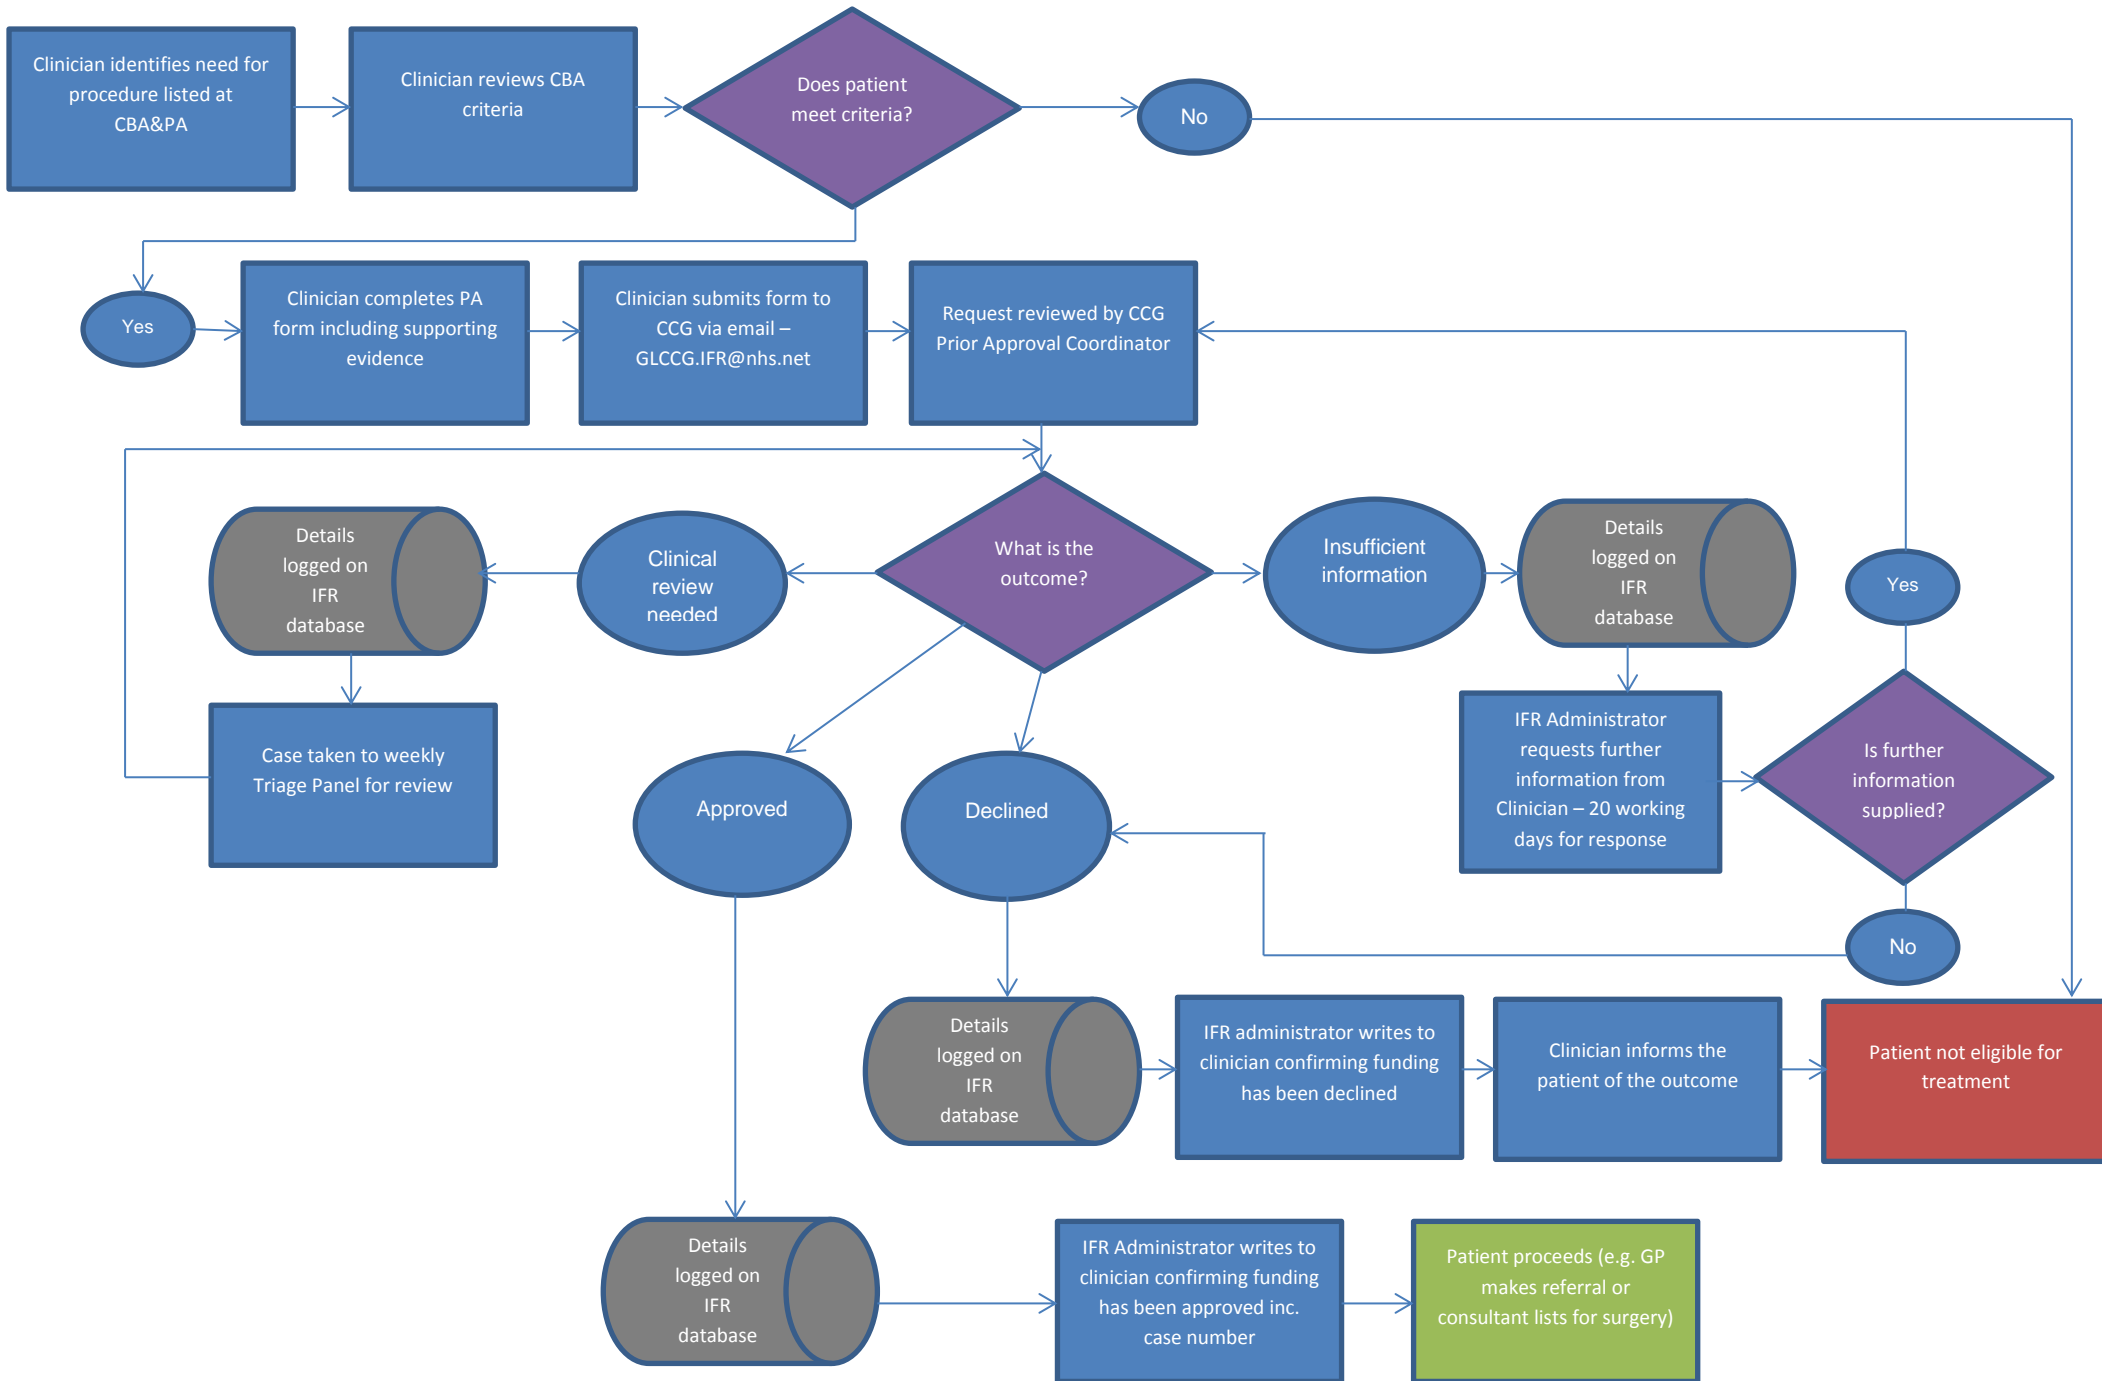 Clinician identifies need for
procedure listed at
CBA&PA
Clinician reviews CBA
criteria
Does patient
meet criteria?
No
Yes
Clinician completes PA
form including supporting
evidence
Clinician submits form to
CCG via email –
GLCCG.IFR@nhs.net
Request reviewed by CCG
Prior Approval Coordinator
Details
logged on
IFR
database
Clinical
review
needed
What is the
outcome?
Insufficient
information
Details
logged on
IFR
database
Yes
Case taken to weekly
Triage Panel for review
Approved
Declined
IFR Administrator
requests further
information from
Clinician – 20 working
days for response
Is further
information
supplied?
No
Details
logged on
IFR
database
IFR administrator writes to
clinician confirming funding
has been declined
Clinician informs the
patient of the outcome
Patient not eligible for
treatment
Details
logged on
IFR
database
IFR Administrator writes to
clinician confirming funding
has been approved inc.
case number
Patient proceeds (e.g. GP
makes referral or
consultant lists for surgery)